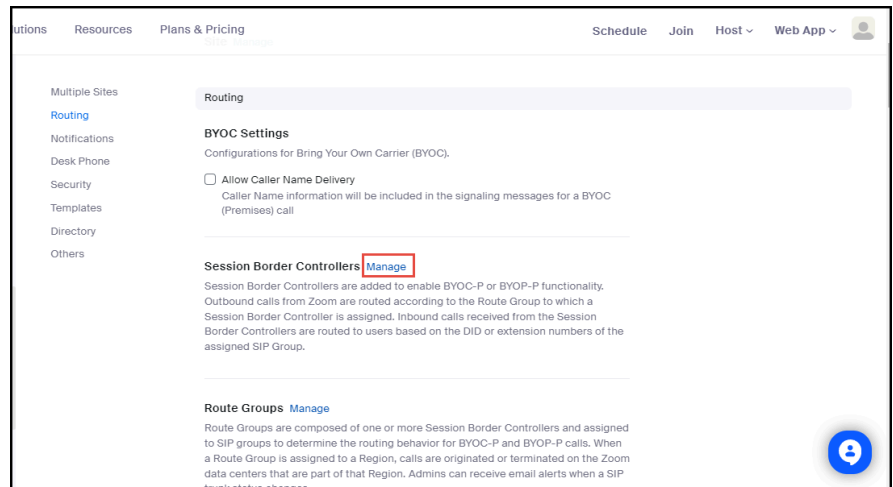 utions Resources Plans & Pricing Schedule Join Host Web App
Multiple Sites
Routing
Notifications
Desk Phone
Security
Templates
Directory
Others
Routing
BYOC Settings
Configurations for Bring Your Own Carrier (BYOC).
Allow Caller Name Delivery
Caller Name information will be included in the signaling messages for a BYOC
(Premises) call
Session Border Controllers Manage
Session Border Controllers are added to enable BYOC-P or BYOP-P functionality.
Outbound calls from Zoom are routed according to the Route Group to which a
Session Border Controller is assigned. Inbound calls received from the Session
Border Controllers are routed to users based on the DID or extension numbers of the
assigned SIP Group.
Route Groups Manage
Route Groups are composed of one or more Session Border Controllers and assigned
to SIP groups to determine the routing behavior for BYOC-P and BYOP-P calls. When
a Route Group is assigned to a Region, calls are originated or terminated on the Zoom
data centers that are part of that Region. Admins can receive email alerts when a SIP
trunk status changes.